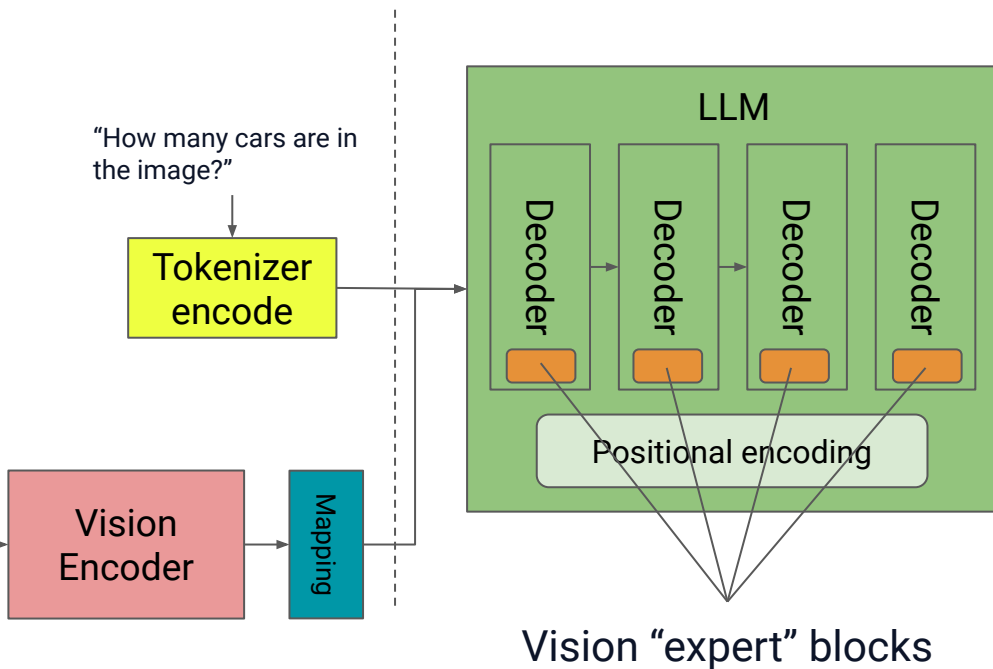 “How many cars are in
the image?”
Tokenizer
encode
Vision
Encoder
Mapping
LLM
Decoder
Decoder
Decoder
Decoder
Positional encoding
Vision “expert” blocks